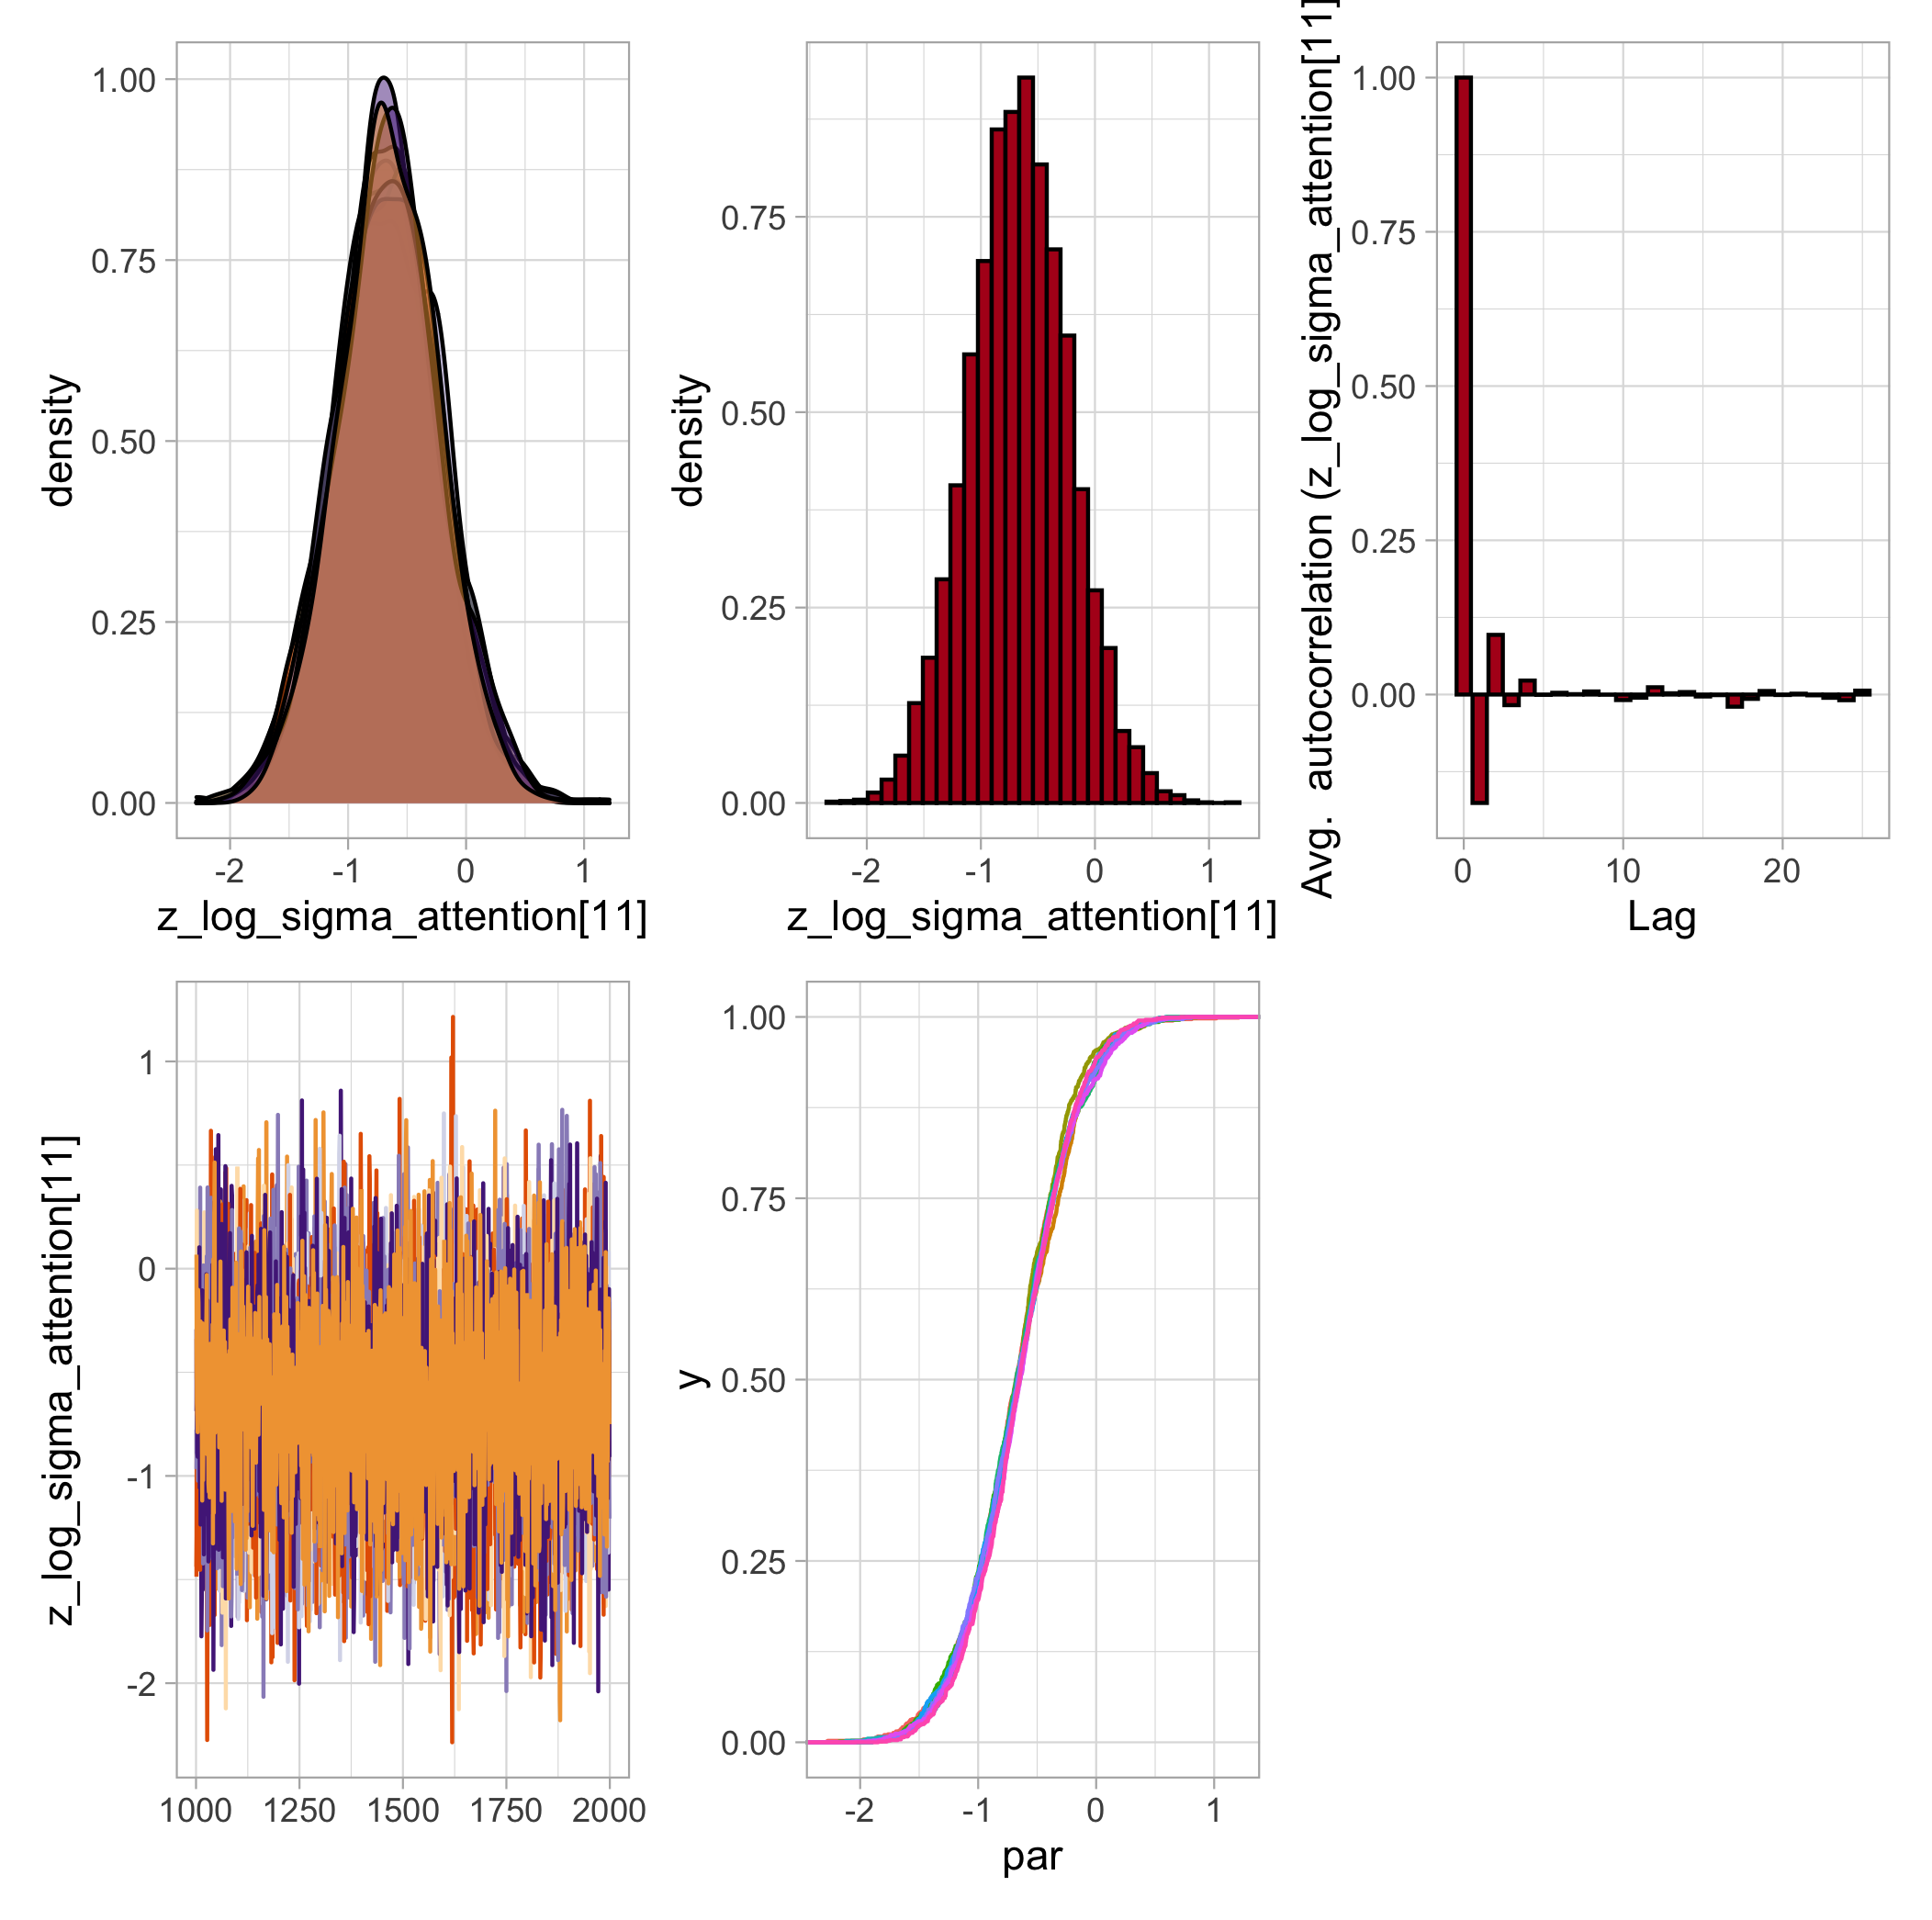 density
1.00
0.75
0.50
0.25
0.00
-2 -1 0 1
z_log_sigma_attention[11]
density
0.75
0.50
0.25
0.00
-2 -1 0 1
z_log_sigma_attention[11]
Avg. autocorrelation (z_log_sigma_attention[11]
1.00
0.75
0.50
0.25
0.00
0 10 20
Lag
z_log_sigma_attention[11]
1
0
-1
-2
1000 1250 1500 1750 2000
y
1.00
0.75
0.50
0.25
0.00
-2 -1 0 1
par